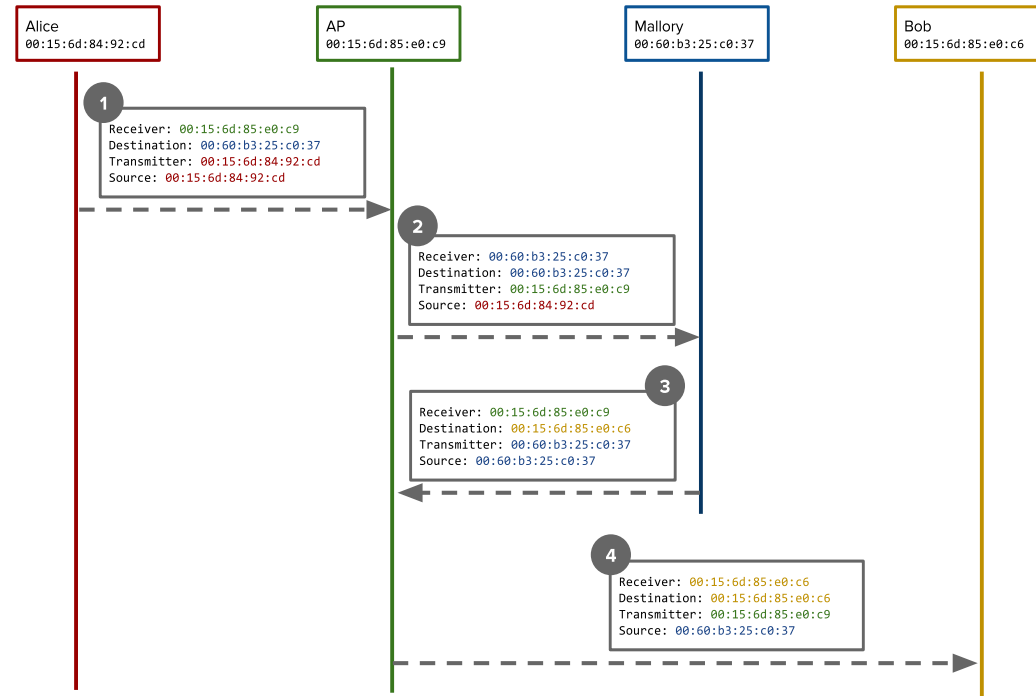 Alice
00:15:6d:84:92:cd
AP
00:15:6d:85:e0:c9
Mallory
00:60:b3:25:c0:37
Bob
00:15:6d:85:e0:c6
1
Receiver: 00:15:6d:85:e0:c9
Destination: 00:60:b3:25:c0:37
Transmitter: 00:15:6d:84:92:cd
Source: 00:15:6d:84:92:cd
2
Receiver: 00:60:b3:25:c0:37
Destination: 00:60:b3:25:c0:37
Transmitter: 00:15:6d:85:e0:c9
Source: 00:15:6d:84:92:cd
3
Receiver: 00:15:6d:85:e0:c9
Destination: 00:15:6d:85:e0:c6
Transmitter: 00:60:b3:25:c0:37
Source: 00:60:b3:25:c0:37
4
Receiver: 00:15:6d:85:e0:c6
Destination: 00:15:6d:85:e0:c6
Transmitter: 00:15:6d:85:e0:c9
Source: 00:60:b3:25:c0:37